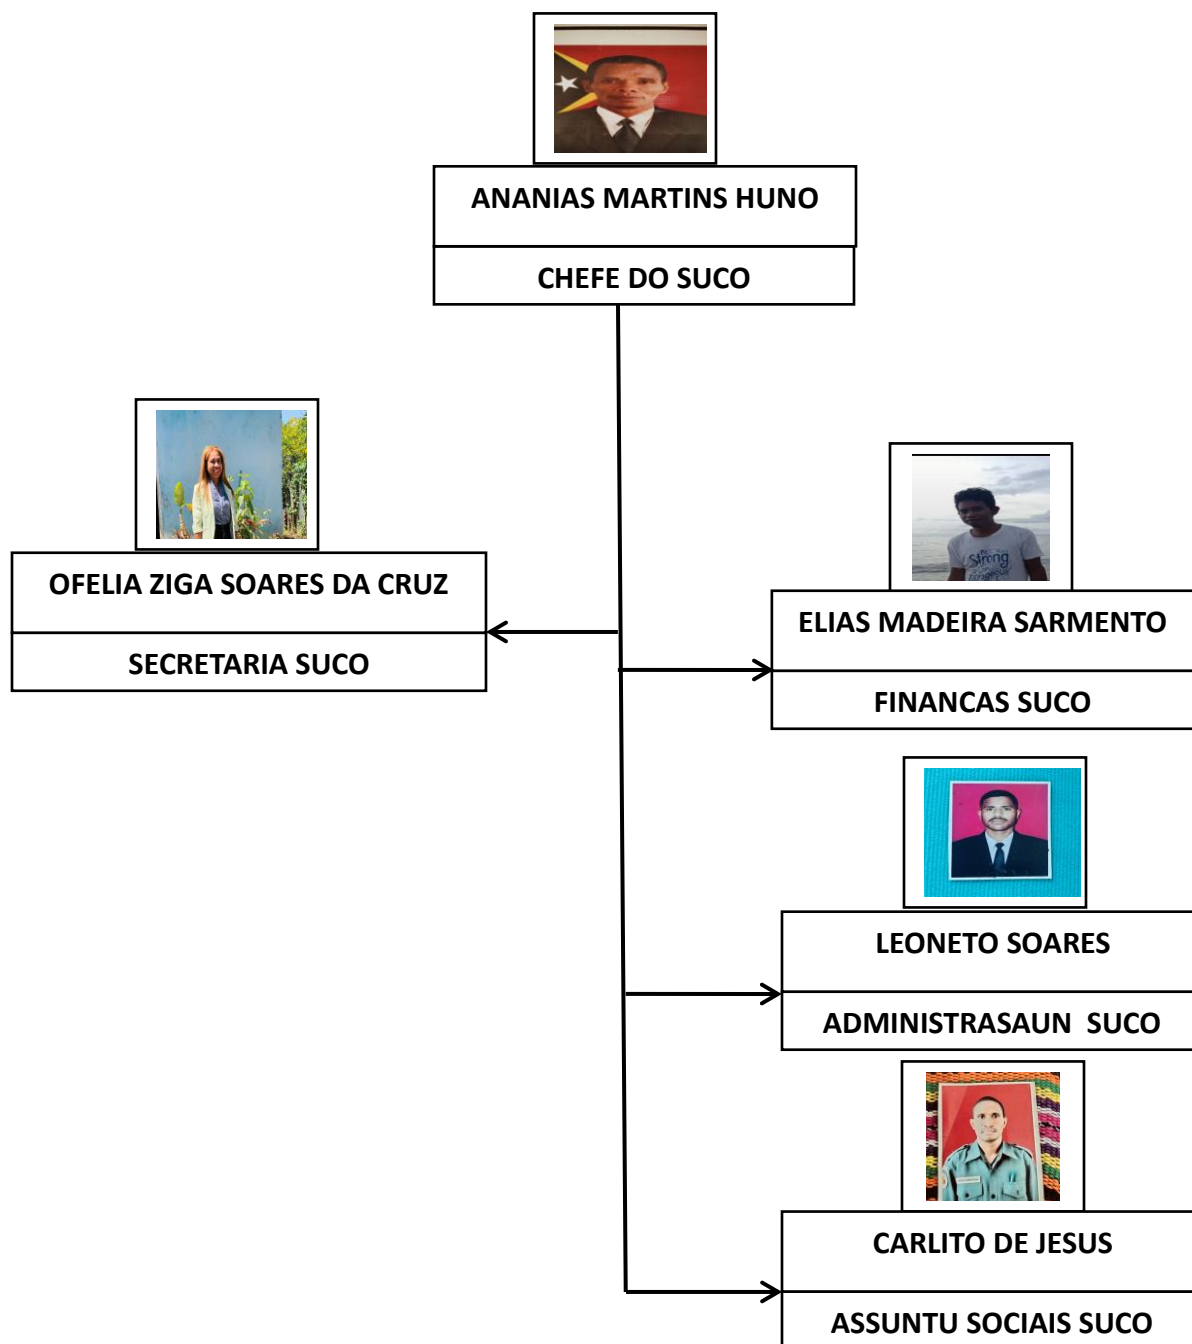 ANANIAS MARTINS HUNO
CHEFE DO SUCO
OFELIA ZIGA SOARES DA CRUZ
SECRETARIA SUCO
ELIAS MADEIRA SARMENTO
FINANCAS SUCO
Strong
LEONETO SOARES
ADMINISTRASAUN SUCO
CARLITO DE JESUS
ASSUNTU SOCIAIS SUCO